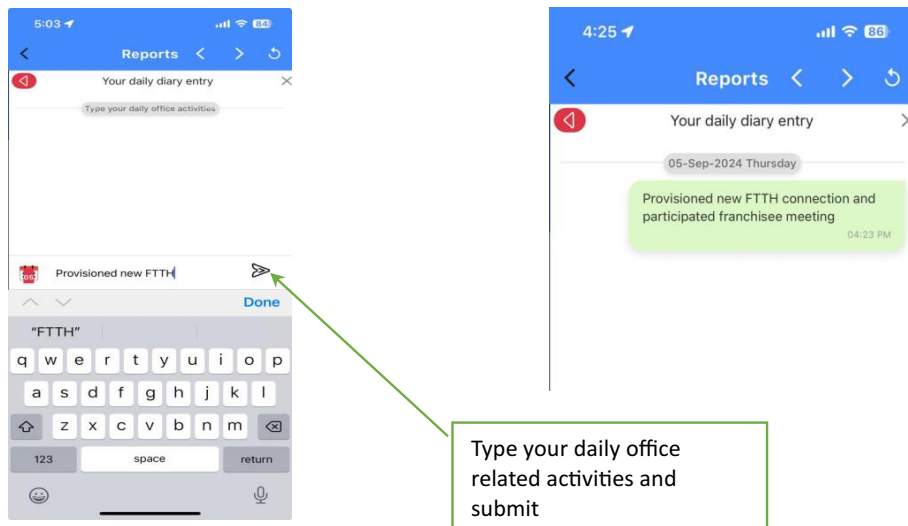 5:03
84
Reports
Your daily diary entry
Type your daily office activities
05
Provisioned new FTTH
Done
"FTTH"
q w e r t y u i o p
a s d f g h j k l
z x c v b n m
123 space return
4:25
86
Reports
Your daily diary entry
05-Sep-2024 Thursday
Provisioned new FTTH connection and
participated franchisee meeting
04:23 PM
Type your daily office
related activities and
submit